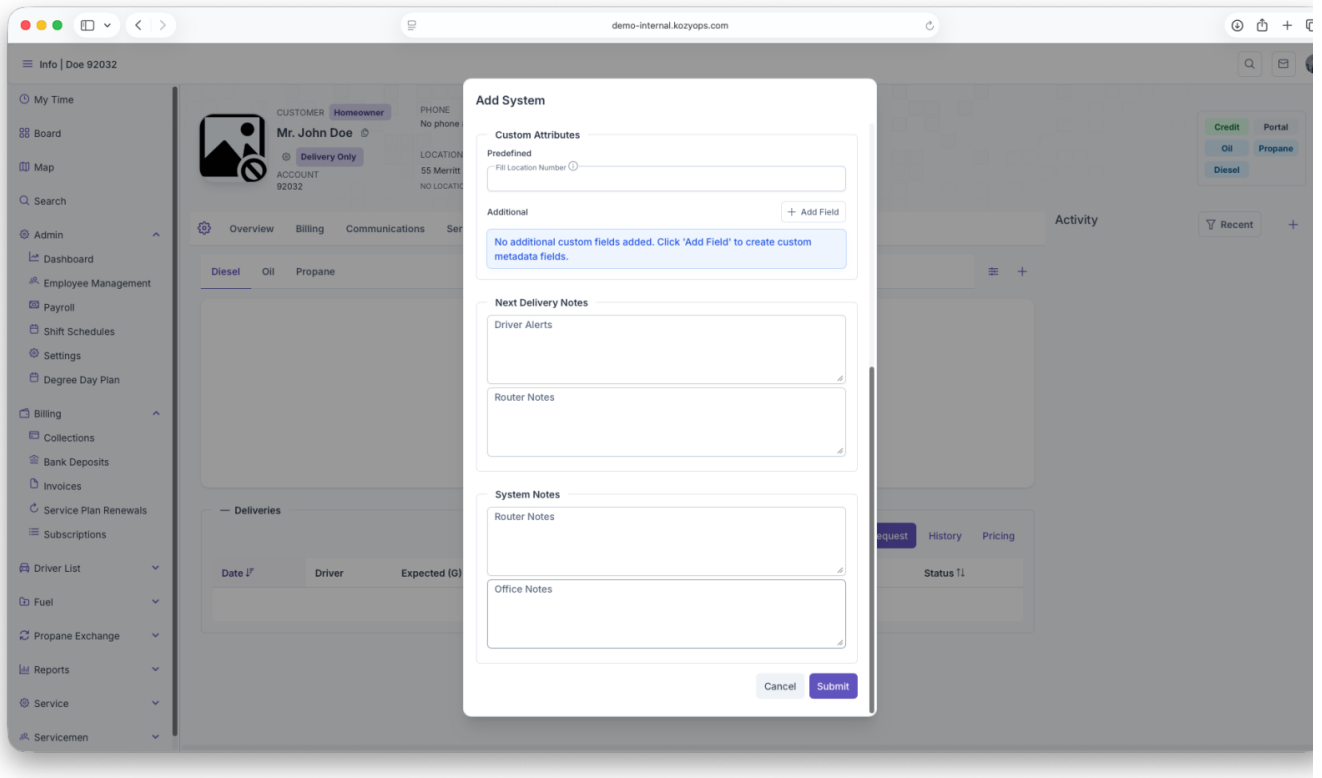 demo-internal.kozyops.com
Info | Doe 92032
My Time
Board
Map
Search
Admin
Dashboard
Employee Management
Payroll
Shift Schedules
Settings
Degree Day Plan
Billing
Collections
Bank Deposits
Invoices
Service Plan Renewals
Subscriptions
Driver List
Fuel
Propane Exchange
Reports
Service
Servicemen
CUSTOMER Homeowner
Mr. John Doe
Delivery Only
ACCOUNT
92032
PHONE
No phone
LOCATION
55 Merritt
NO LOCATIO
Credit Portal
Oil Propane
Diesel
Overview Billing Communications Ser
Diesel Oil Propane
Activity
Recent
Deliveries
equest History Pricing
Date Driver Expected (G) Status
Add System
Custom Attributes
Predefined
Fill Location Number
Additional
Add Field
No additional custom fields added. Click 'Add Field' to create custom
metadata fields.
Next Delivery Notes
Driver Alerts
Router Notes
System Notes
Router Notes
Office Notes
Cancel Submit